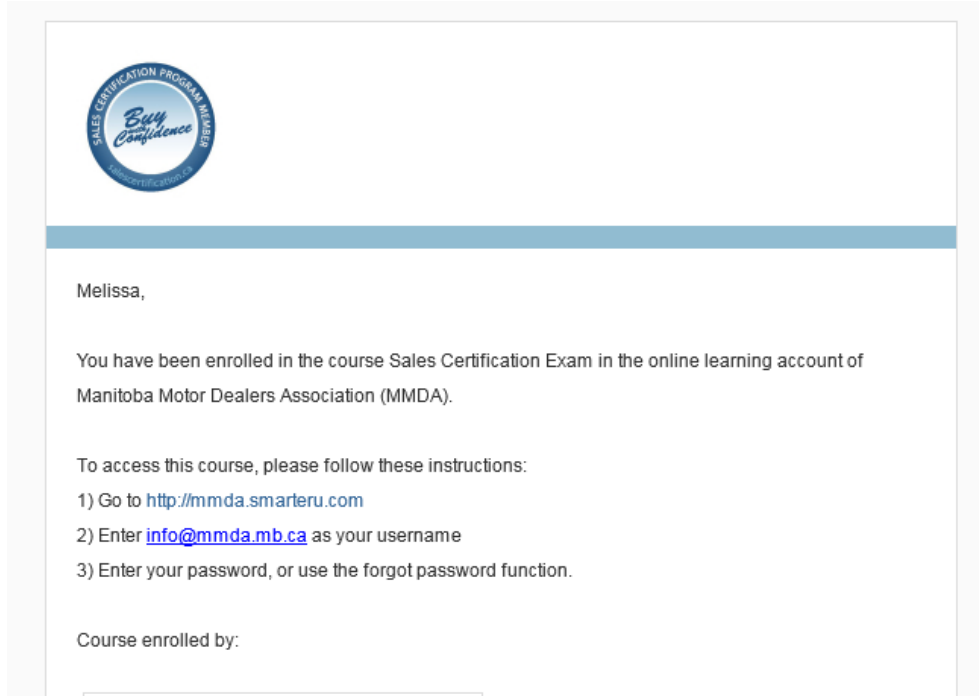 SALES CERTIFICATION PROGRAM MEMBER
Buy
with
Confidence
salescertification.ca
Melissa,
You have been enrolled in the course Sales Certification Exam in the online learning account of
Manitoba Motor Dealers Association (MMDA).
To access this course, please follow these instructions:
1) Go to http://mmda.smarteru.com
2) Enter info@mmda.mb.ca as your username
3) Enter your password, or use the forgot password function.
Course enrolled by: